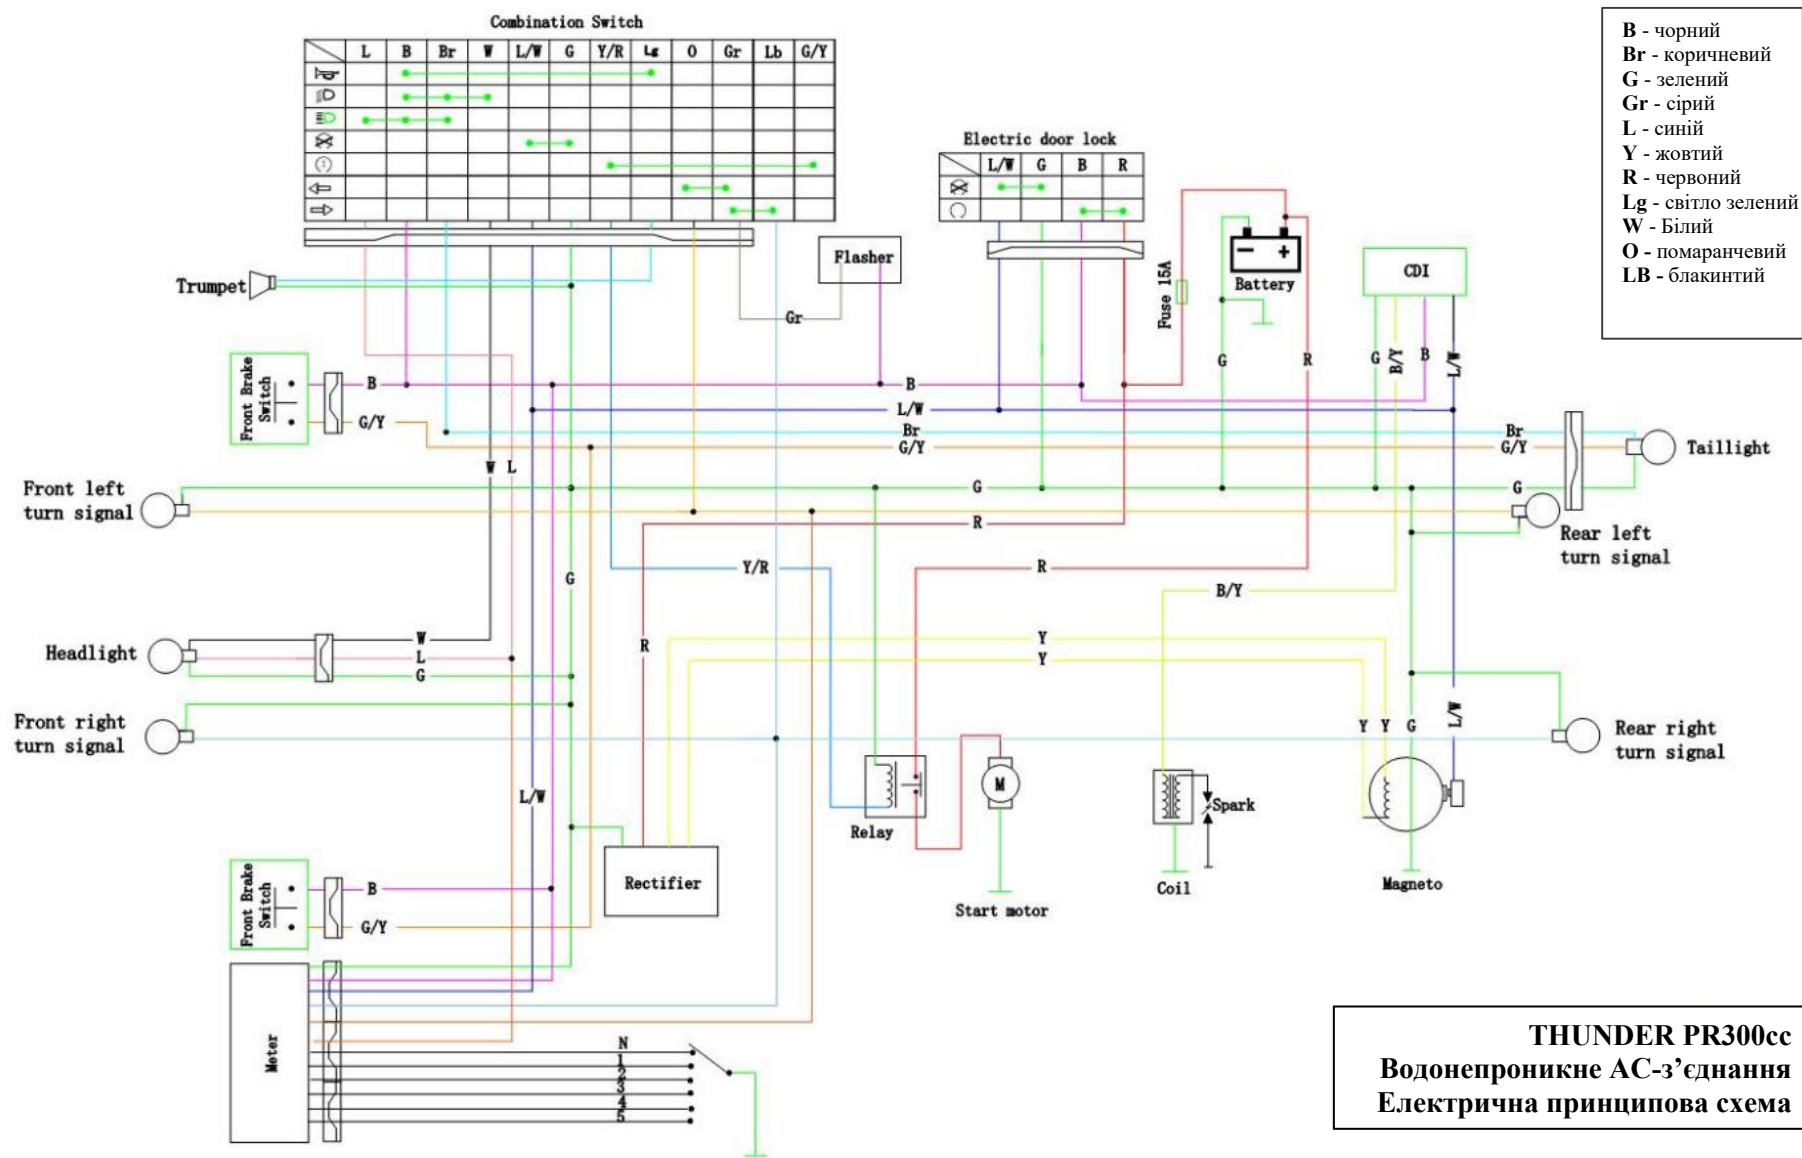 Combination Switch
L B Br W L/W G Y/R Lg O Gr Lb G/Y
B - чорний
Br - коричневий
G - зелений
Gr - сірий
L - синій
Y - жовтий
R - червоний
Lg - світло зелений
W - Білий
O - помаранчевий
LB - блакинтий
Electric door lock
L/W G B R
Flasher
Trumpet
Gr
Fuse 15A
Battery
CDI
G
R
G
B/Y
B
L/W
Front Brake
Switch
B
B
G/Y
L/W
Br
Br
G/Y
G/Y
Taillight
W L
Front left
turn signal
G
G
R
Rear left
turn signal
G
Y/R
R
B/Y
Headlight
W
L
G
R
Y
Y
Front right
turn signal
Y Y G L/W
Rear right
turn signal
L/W
M
Relay
Spark
Rectifier
Coil
Magneto
Start motor
Front Brake
Switch
B
G/Y
Meter
N
1
2
3
4
5
THUNDER PR300cc
Водонепроникне АС-з’єднання
Електрична принципова схема